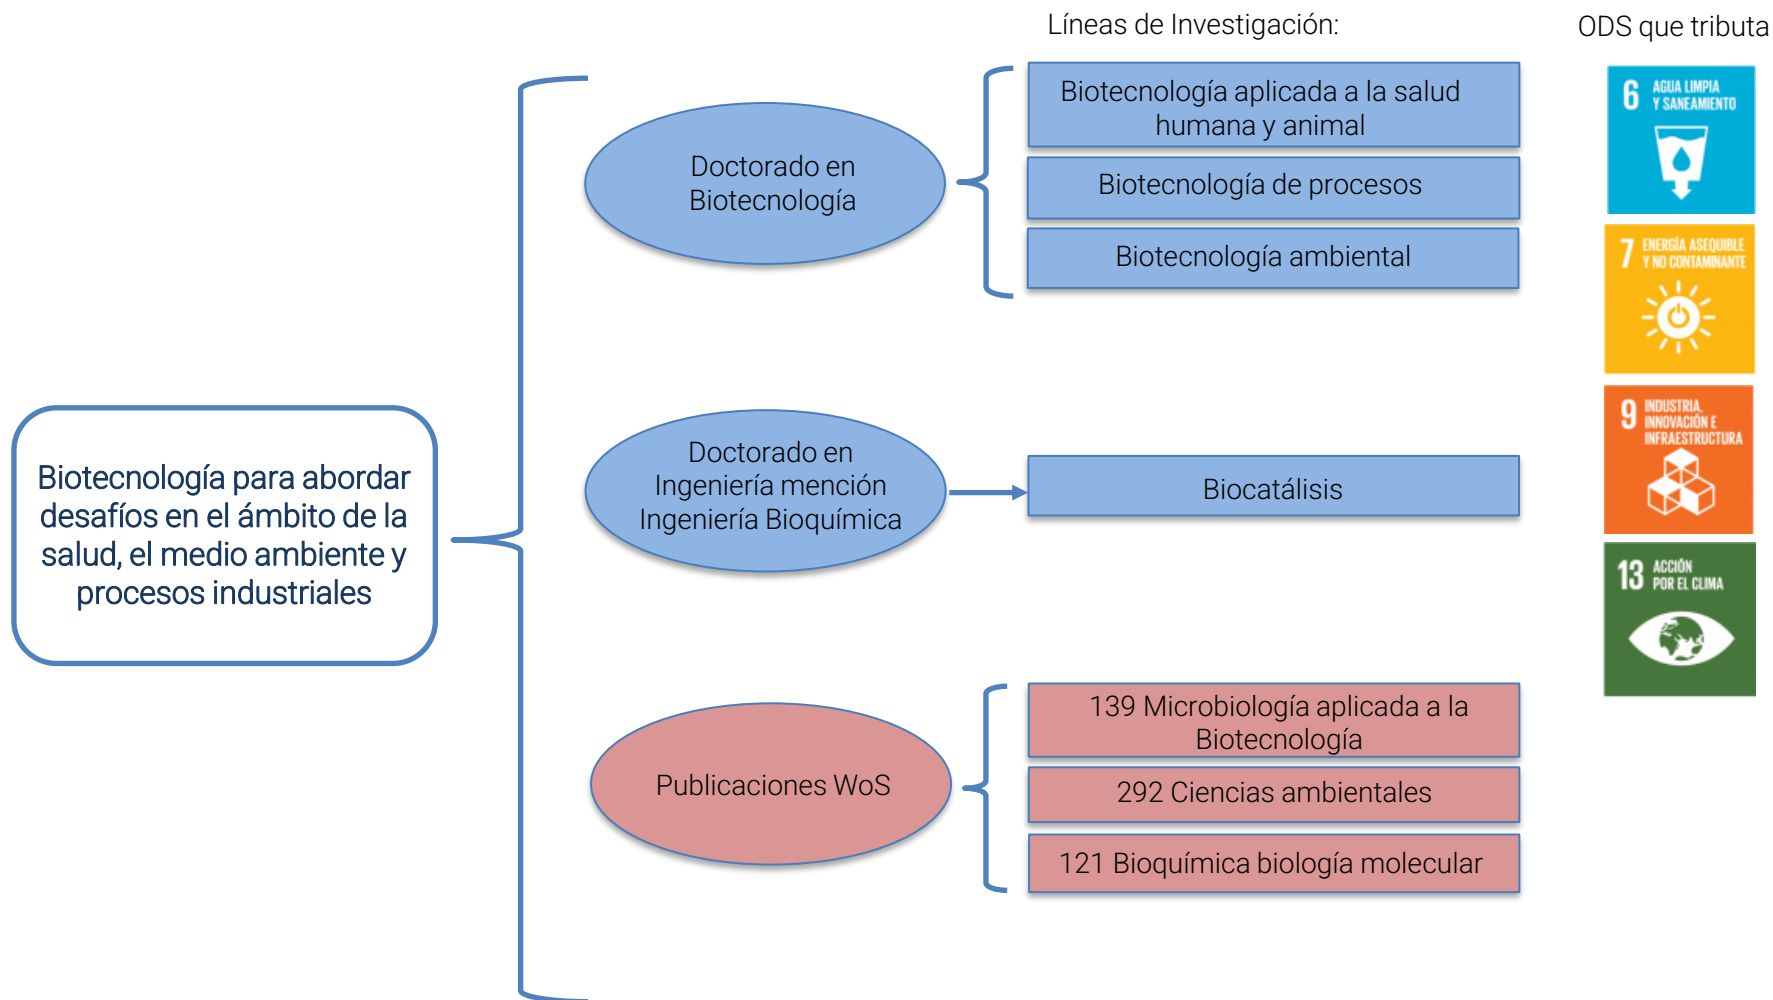 Líneas de Investigación:
ODS que tributa
Biotecnología para abordar
desafíos en el ámbito de la
salud, el medio ambiente y
procesos industriales
Doctorado en
Biotecnología
Biotecnología aplicada a la salud
humana y animal
Biotecnología de procesos
Biotecnología ambiental
Doctorado en
Ingeniería mención
Ingeniería Bioquímica
Biocatálisis
Publicaciones WoS
139 Microbiología aplicada a la
Biotecnología
292 Ciencias ambientales
121 Bioquímica biología molecular
6 AGUA LIMPIA
Y SANEAMIENTO
7 ENERGÍA ASEQUIBLE
Y NO CONTAMINANTE
9 INDUSTRIA,
INNOVACIÓN E
INFRAESTRUCTURA
13 ACCIÓN
POR EL CLIMA